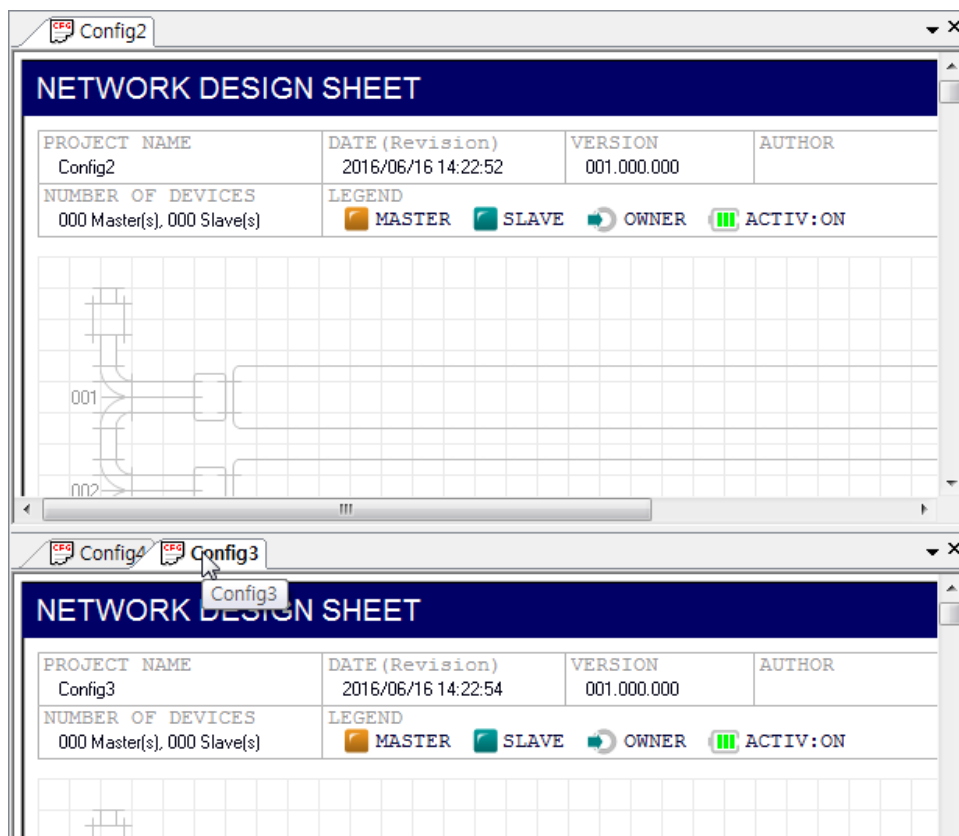 CFG Config2
NETWORK DESIGN SHEET
PROJECT NAME DATE(Revision) VERSION AUTHOR
Config2 2016/06/16 14:22:52 001.000.000
NUMBER OF DEVICES LEGEND
000 Master(s), 000 Slave(s) MASTER SLAVE OWNER ACTIV:ON
001
002
CFG Config4 CFG Config3
Config3
NETWORK DESIGN SHEET
PROJECT NAME DATE(Revision) VERSION AUTHOR
Config3 2016/06/16 14:22:54 001.000.000
NUMBER OF DEVICES LEGEND
000 Master(s), 000 Slave(s) MASTER SLAVE OWNER ACTIV:ON